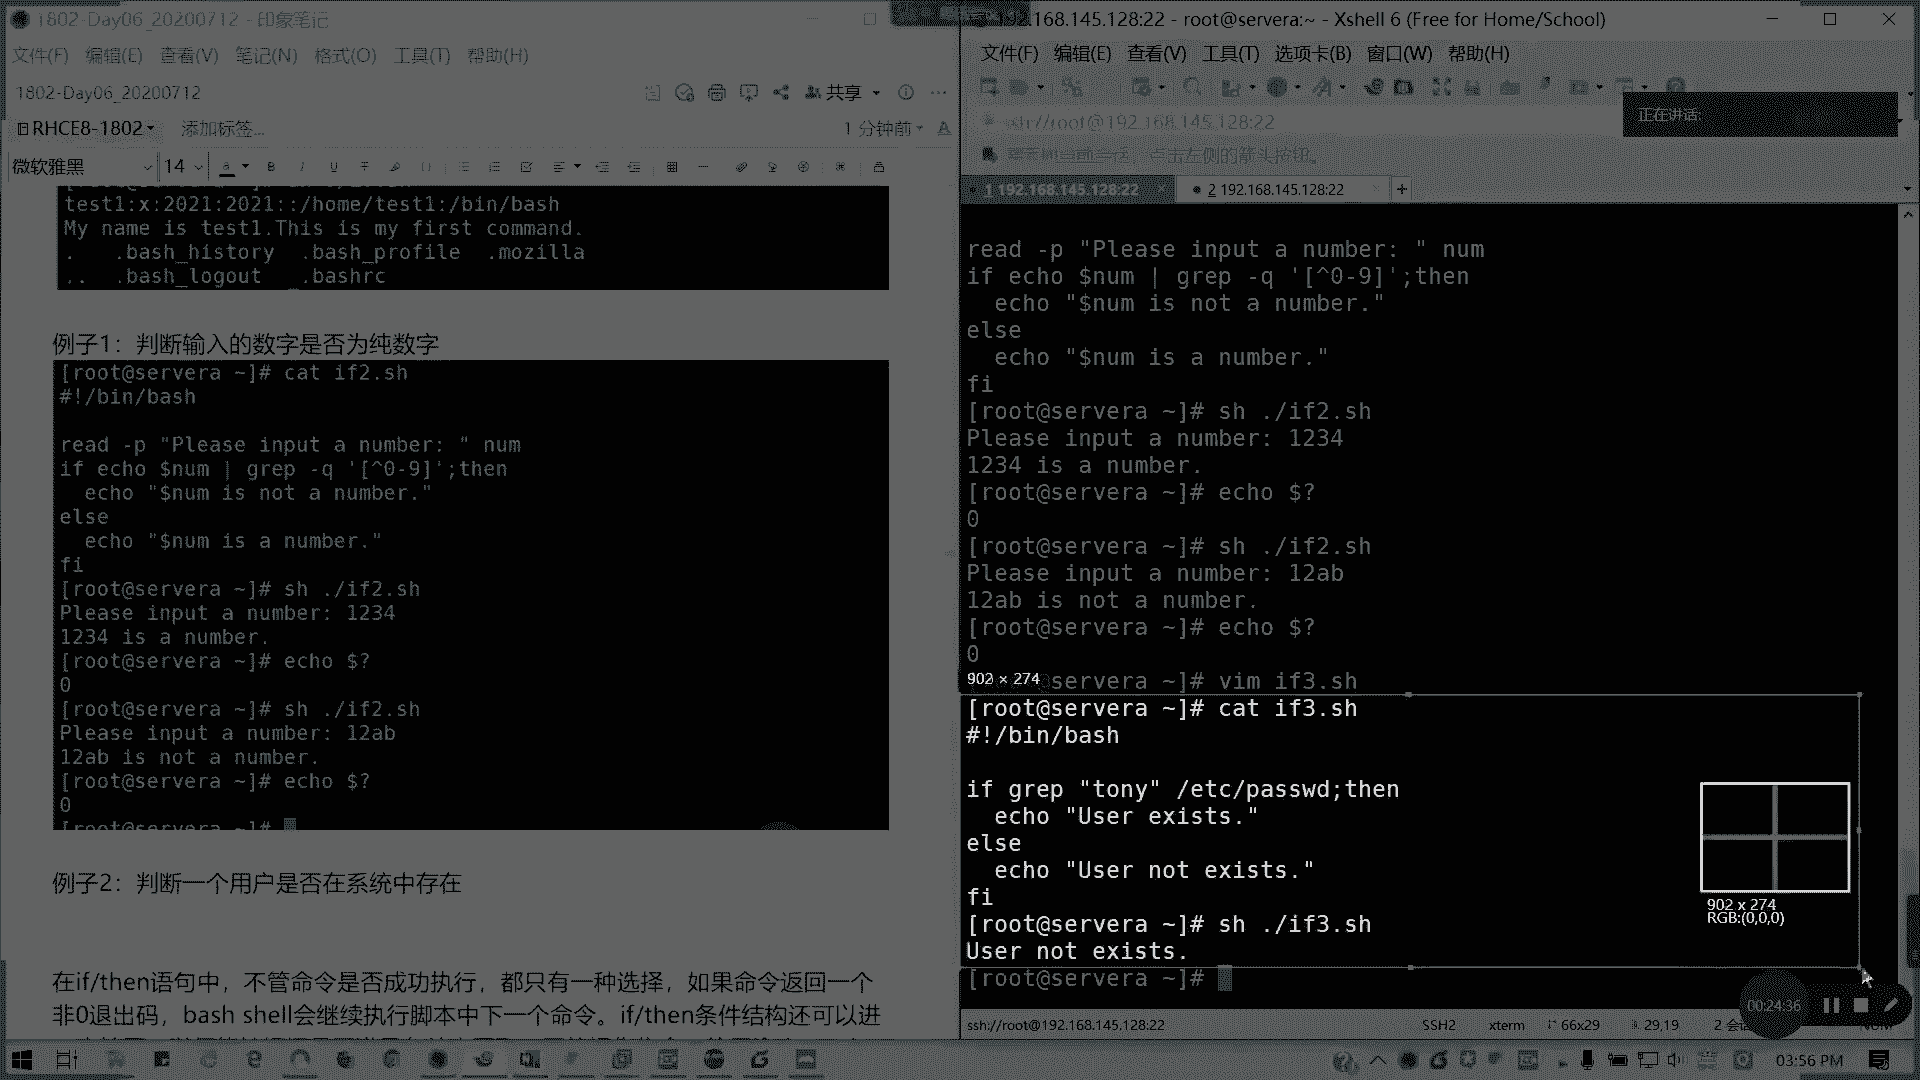 1802-Day06_20200712 - 印象笔记
文件(F) 编辑(E) 查看(V) 笔记(N) 格式(O) 工具(T) 帮助(H)
1802-Day06_20200712
共享
RHCE8-1802
添加标签...
1 分钟前
微软雅黑
14
test1:x:2021:2021::/home/test1:/bin/bash
My name is test1.This is my first command.
. .bash_history .bash_profile .mozilla
.. .bash_logout .bashrc
例子1：判断输入的数字是否为纯数字
[root@servera ~]# cat if2.sh
#!/bin/bash
read -p "Please input a number: " num
if echo $num | grep -q '[^0-9]';then
echo "$num is not a number."
else
echo "$num is a number."
fi
[root@servera ~]# sh ./if2.sh
Please input a number: 1234
1234 is a number.
[root@servera ~]# echo $?
0
[root@servera ~]# sh ./if2.sh
Please input a number: 12ab
12ab is not a number.
[root@servera ~]# echo $?
0
[root@servera ~]#
例子2：判断一个用户是否在系统中存在
在if/then语句中，不管命令是否成功执行，都只有一种选择，如果命令返回一个
非0退出码，bash shell会继续执行脚本中下一个命令。if/then条件结构还可以进
192.168.145.128:22 - root@servera:~ - Xshell 6 (Free for Home/School)
文件(F) 编辑(E) 查看(V) 工具(T) 选项卡(B) 窗口(W) 帮助(H)
ssh://root@192.168.145.128:22
正在讲话:
点击左侧的箭头按钮。
1 192.168.145.128:22
2 192.168.145.128:22
read -p "Please input a number: " num
if echo $num | grep -q '[^0-9]';then
echo "$num is not a number."
else
echo "$num is a number."
fi
[root@servera ~]# sh ./if2.sh
Please input a number: 1234
1234 is a number.
[root@servera ~]# echo $?
0
[root@servera ~]# sh ./if2.sh
Please input a number: 12ab
12ab is not a number.
[root@servera ~]# echo $?
0
902 × 274
servera ~]# vim if3.sh
[root@servera ~]# cat if3.sh
#!/bin/bash
if grep "tony" /etc/passwd;then
echo "User exists."
else
echo "User not exists."
fi
[root@servera ~]# sh ./if3.sh
User not exists.
[root@servera ~]#
902 x 274
RGB:(0,0,0)
00:24:36
ssh://root@192.168.145.128:22
SSH2
xterm
66x29
29,19
03:56 PM